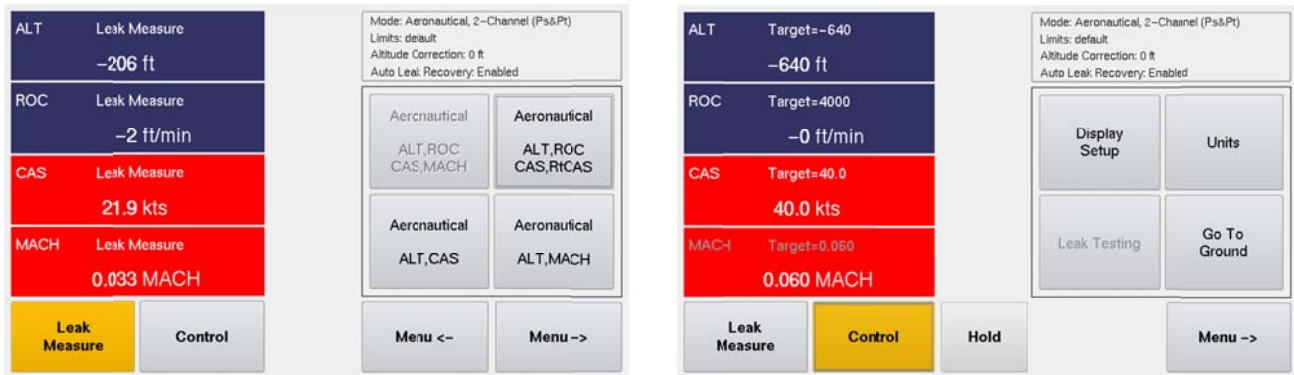 ALT Leak Measure
−206 ft
ROC Leak Measure
−2 ft/min
CAS Leak Measure
21.9 kts
MACH Leak Measure
0.033 MACH
Leak
Measure
Control
Mode: Aeronautical, 2−Channel (Ps&Pt)
Limits: default
Altitude Correction: 0 ft
Auto Leak Recovery: Enabled
Aeronautical
ALT,ROC
CAS,MACH
Aeronautical
ALT,ROC
CAS,RtCAS
Aeronautical
ALT,CAS
Aeronautical
ALT,MACH
Menu <−
Menu −>
ALT Target=−640
−640 ft
ROC Target=4000
−0 ft/min
CAS Target=40.0
40.0 kts
MACH Target=0.060
0.060 MACH
Leak
Measure
Control
Hold
Mode: Aeronautical, 2−Channel (Ps&Pt)
Limits: default
Altitude Correction: 0 ft
Auto Leak Recovery: Enabled
Display
Setup
Units
Leak Testing
Go To
Ground
Menu −>